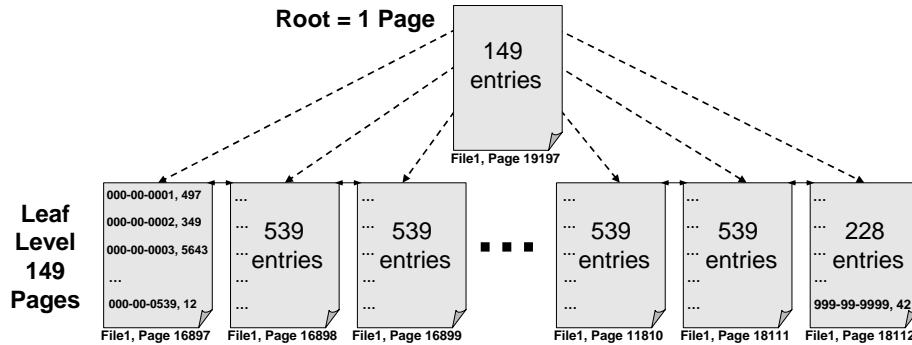 Root = 1 Page
149
entries
File1, Page 19197
Leaf
Level
149
Pages
000-00-0001, 497
000-00-0002, 349
000-00-0003, 5643
...
000-00-0539, 12
File1, Page 16897
...
...
539
...
entries
...
...
File1, Page 16898
...
...
539
...
entries
...
...
File1, Page 16899
...
...
...
539
...
entries
...
...
File1, Page 11810
...
...
539
...
entries
...
...
File1, Page 18111
...
...
228
...
entries
...
999-99-9999, 42
File1, Page 18112